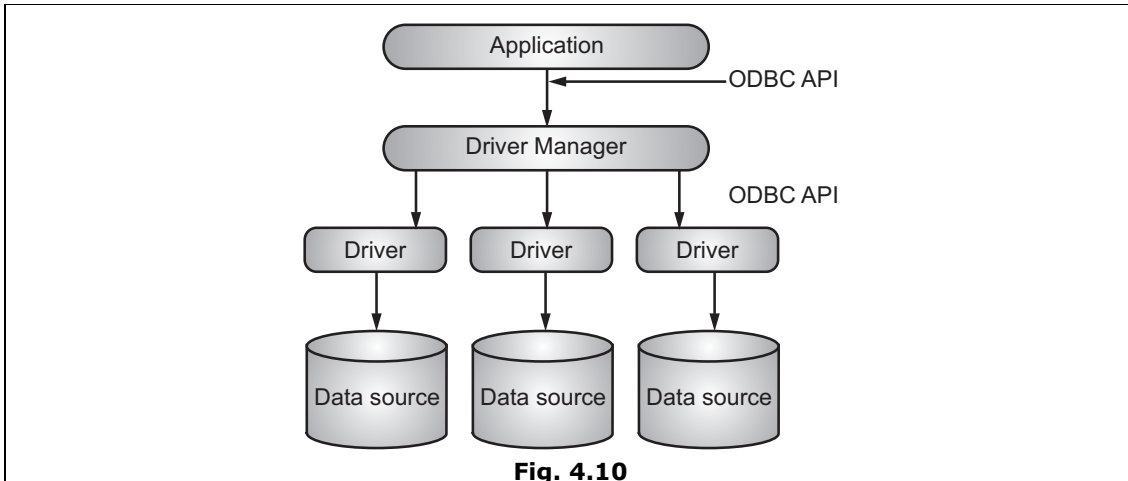 Application
ODBC API
Driver Manager
ODBC API
Driver Driver Driver
Data source Data source Data source
Fig. 4.10